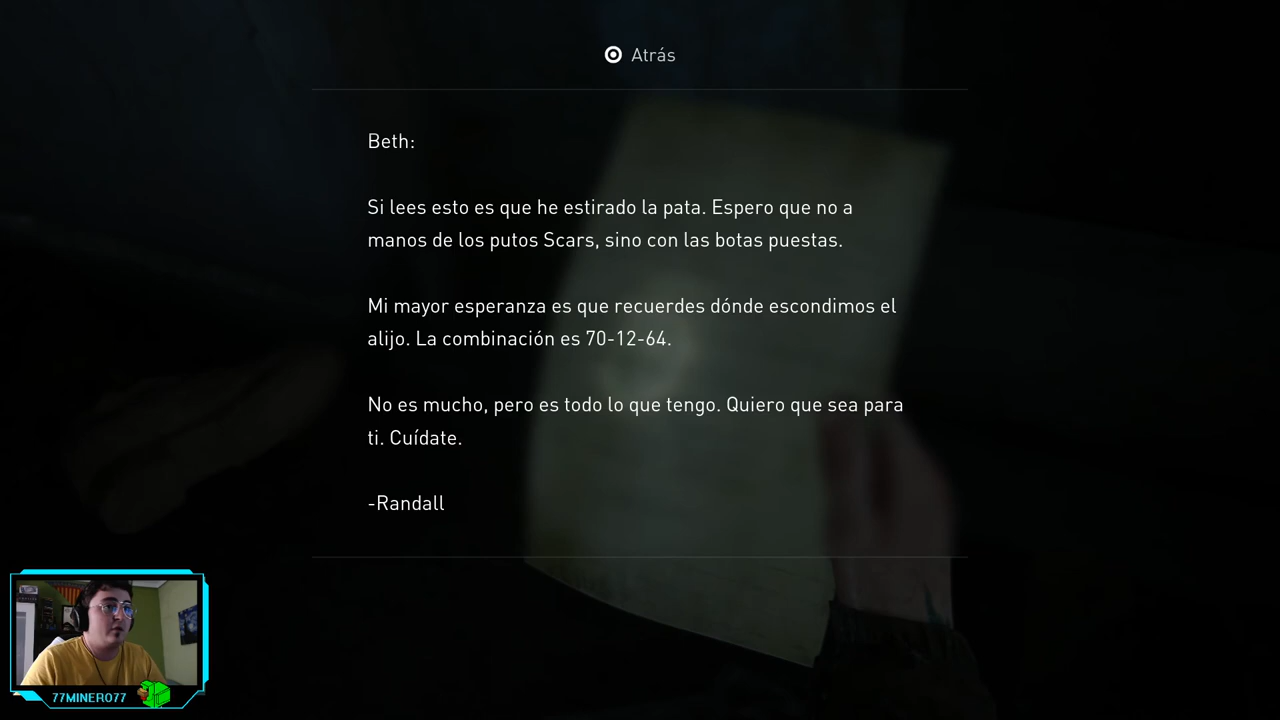 Atrás
Beth:
Si lees esto es que he estirado la pata. Espero que no a
manos de los putos Scars, sino con las botas puestas.
Mi mayor esperanza es que recuerdes dónde escondimos el
alijo. La combinación es 70-12-64.
No es mucho, pero es todo lo que tengo. Quiero que sea para
ti. Cuídate.
-Randall
77MINERO77